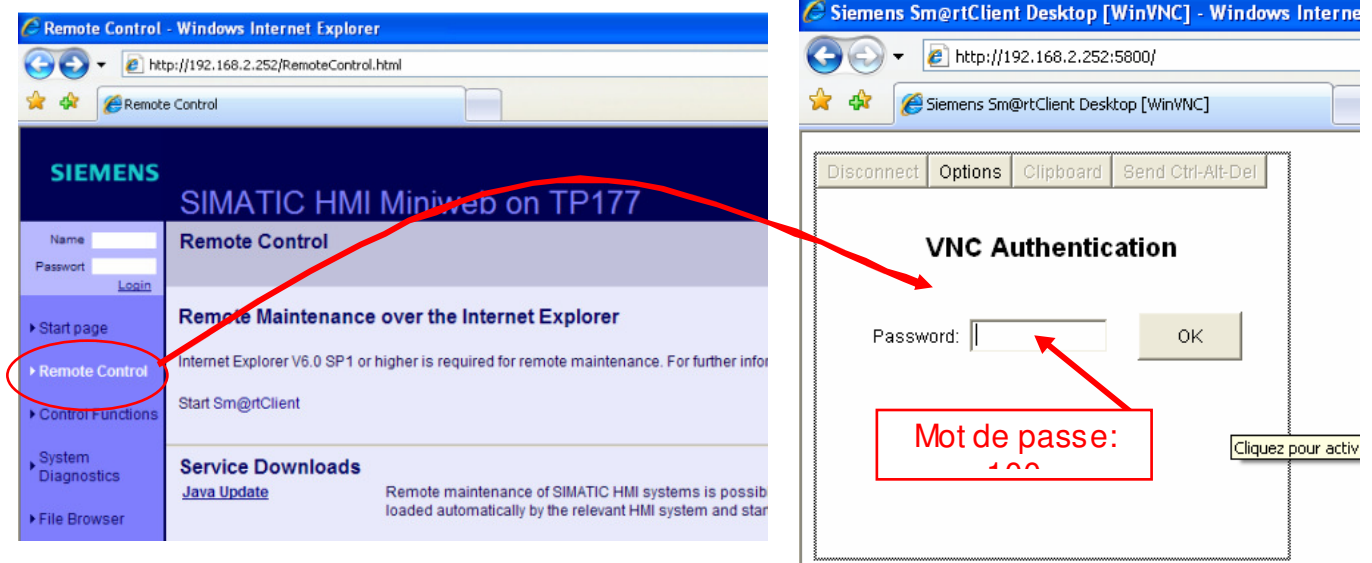 Remote Control - Windows Internet Explorer
http://192.168.2.252/RemoteControl.html
Remote Control
SIEMENS
SIMATIC HMI Miniweb on TP177
Name
Passwort
Login
Start page
Remote Control
Control Functions
System
Diagnostics
File Browser
Remote Control
Remote Maintenance over the Internet Explorer
Internet Explorer V6.0 SP1 or higher is required for remote maintenance. For further infor
Start Sm@rtClient
Service Downloads
Java Update
Remote maintenance of SIMATIC HMI systems is possib
loaded automatically by the relevant HMI system and star
Siemens Sm@rtClient Desktop [WinVNC] - Windows Interne
http://192.168.2.252:5800/
Siemens Sm@rtClient Desktop [WinVNC]
Disconnect Options Clipboard Send Ctrl-Alt-Del
VNC Authentication
Password: OK
Mot de passe:
Cliquez pour activ